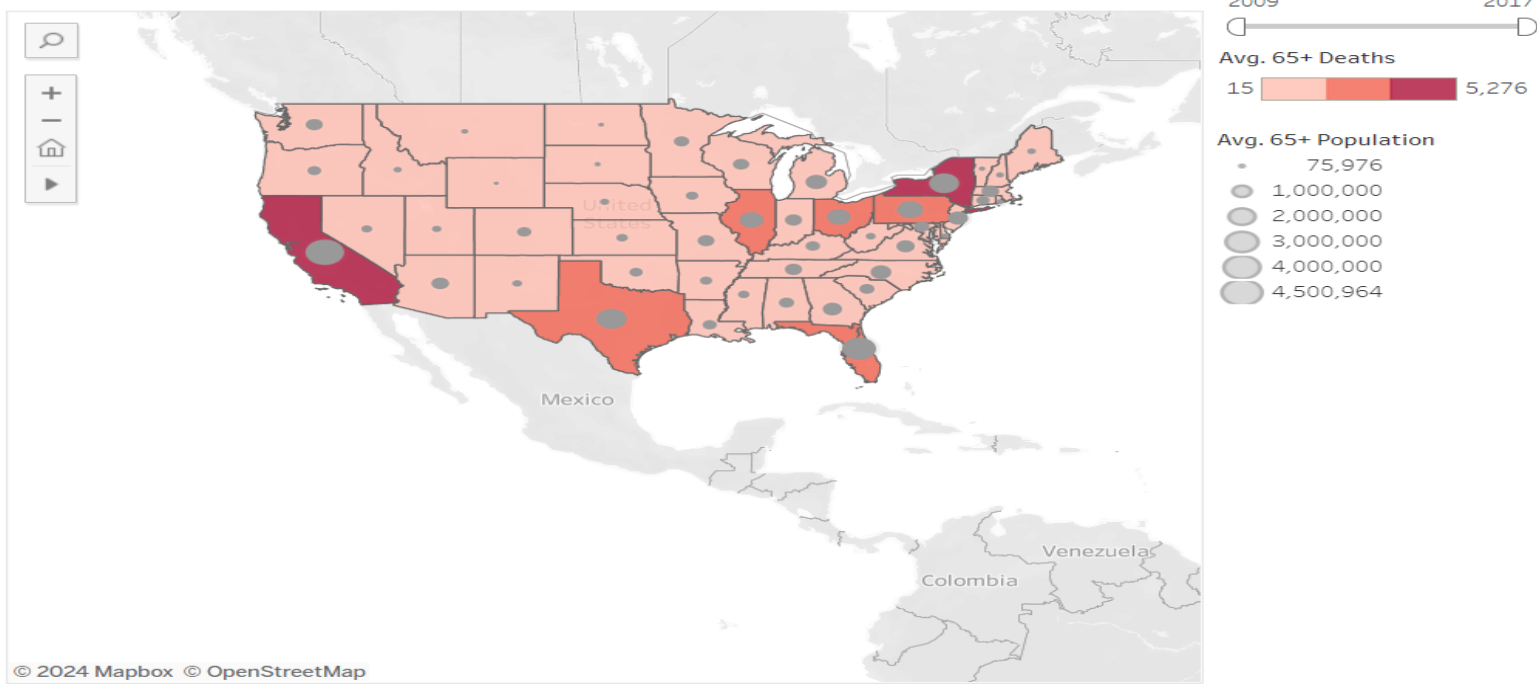 2009 2017
Avg. 65+ Deaths
15 5,276
Avg. 65+ Population
75,976
1,000,000
2,000,000
3,000,000
4,000,000
4,500,964
United
States
Mexico
Venezuela
Colombia
© 2024 Mapbox © OpenStreetMap